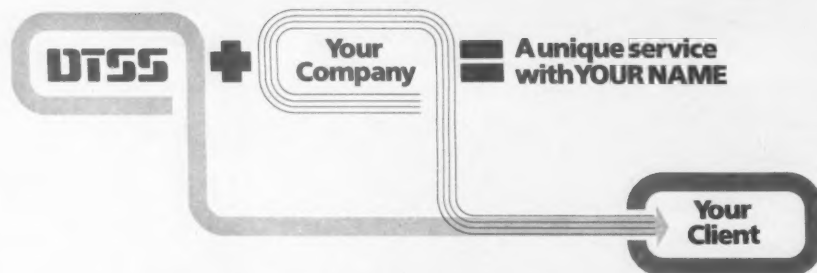 DTSS
Your
Company
A unique service
with YOUR NAME
Your
Client